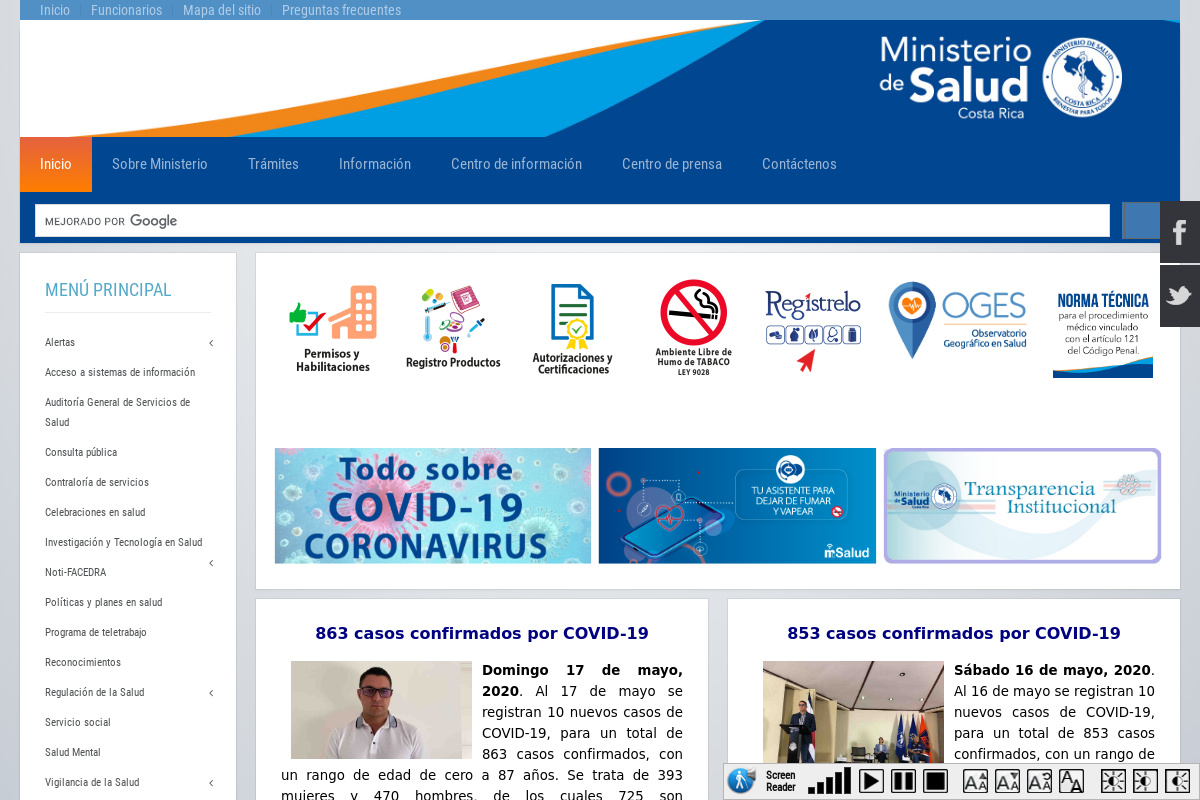 Inicio Funcionarios Mapa del sitio Preguntas frecuentes
Ministerio
de Salud
Costa Rica
MINISTERIO DE SALUD
COSTA RICA
BIENESTAR PARA TODOS
Inicio Sobre Ministerio Trámites Información Centro de información Centro de prensa Contáctenos
MEJORADO POR Google
MENÚ PRINCIPAL
Alertas
Acceso a sistemas de información
Auditoría General de Servicios de
Salud
Consulta pública
Contraloría de servicios
Celebraciones en salud
Investigación y Tecnología en Salud
Noti-FACEDRA
Políticas y planes en salud
Programa de teletrabajo
Reconocimientos
Regulación de la Salud
Servicio social
Salud Mental
Vigilancia de la Salud
Permisos y
Habilitaciones
Registro Productos
Autorizaciones y
Certificaciones
Ambiente Libre de
Humo de TABACO
LEY 9028
Regístrelo
OGES
Observatorio
Geográfico en Salud
NORMA TÉCNICA
para el procedimiento
médico vinculado
con el artículo 121
del Código Penal.
Todo sobre
COVID-19
CORONAVIRUS
TU ASISTENTE PARA
DEJAR DE FUMAR
Y VAPEAR
mSalud
Ministerio
de Salud
Costa Rica
Transparencia
Institucional
863 casos confirmados por COVID-19
Domingo 17 de mayo,
2020. Al 17 de mayo se
registran 10 nuevos casos de
COVID-19, para un total de
863 casos confirmados, con
un rango de edad de cero a 87 años. Se trata de 393
mujeres y 470 hombres, de los cuales 725 son
853 casos confirmados por COVID-19
Sábado 16 de mayo, 2020.
Al 16 de mayo se registran 10
nuevos casos de COVID-19,
para un total de 853 casos
confirmados, con un rango de
Screen
Reader